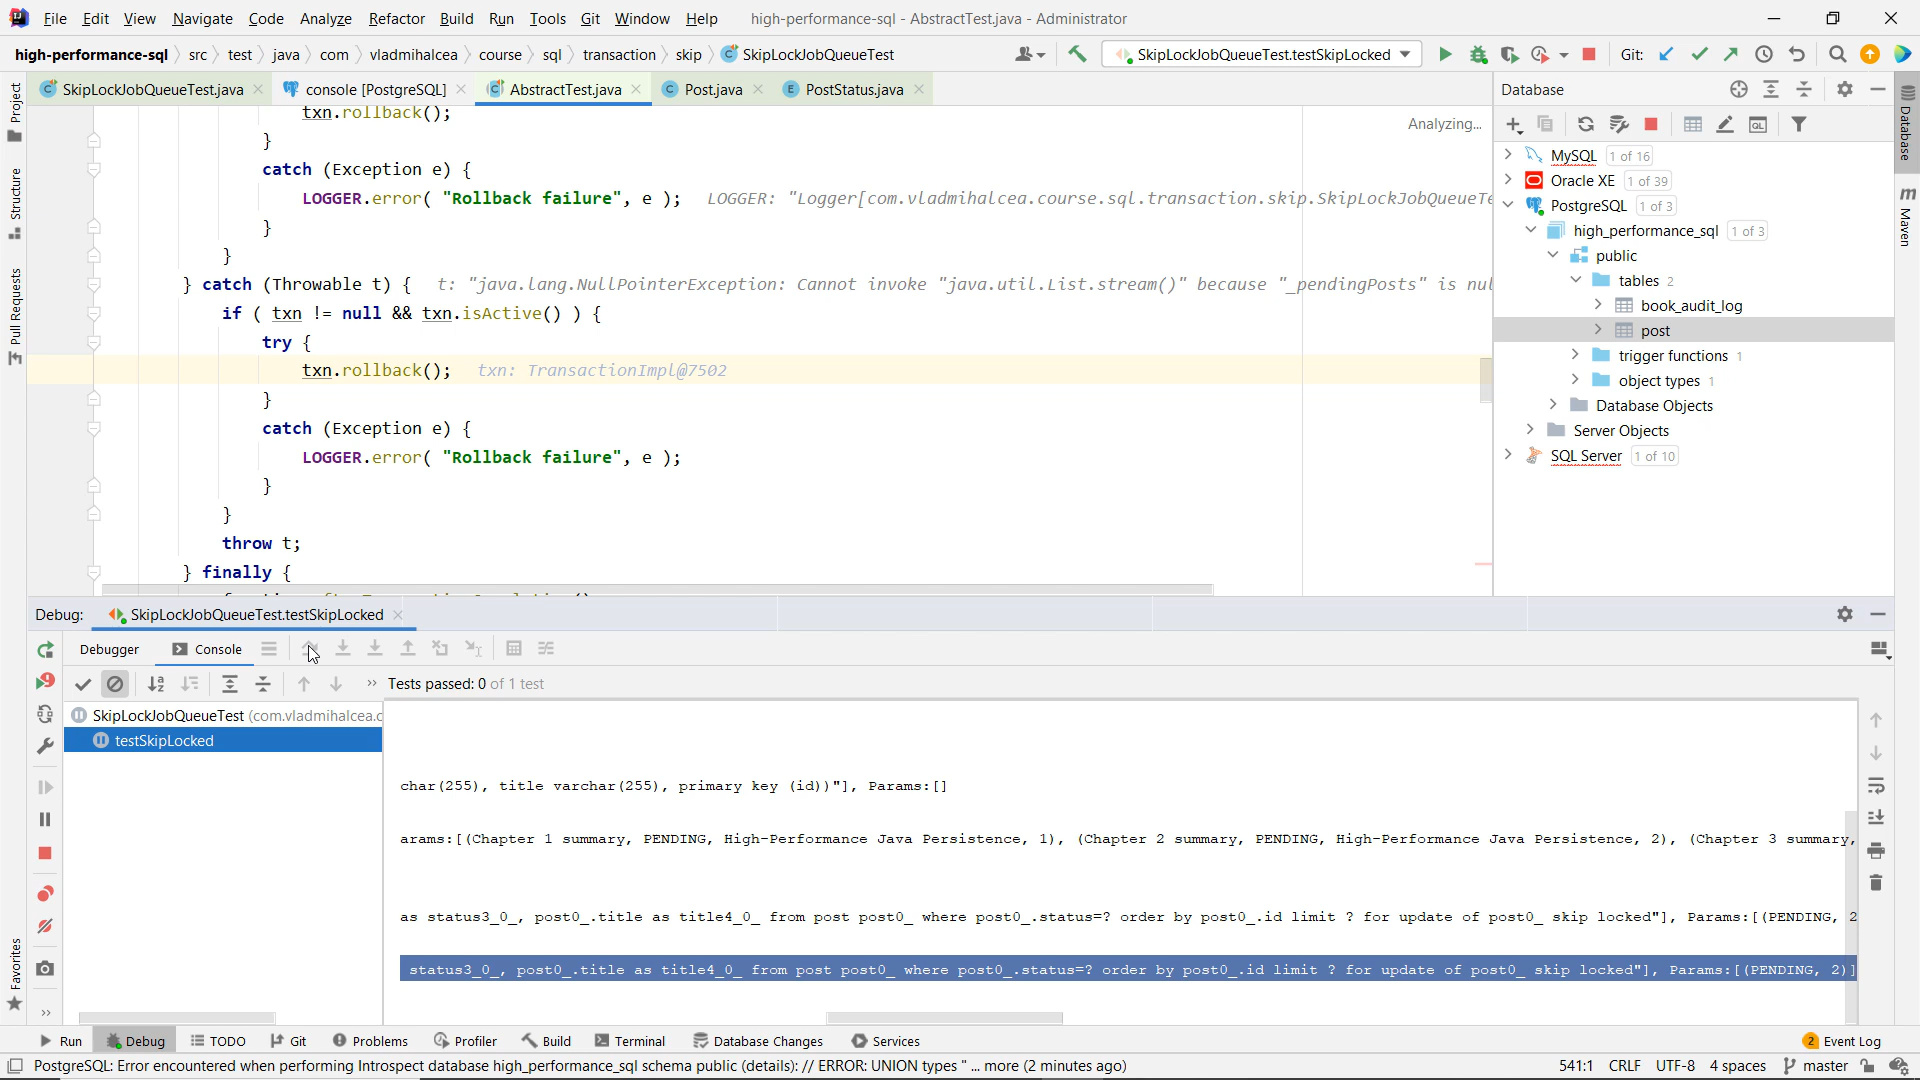 File Edit View Navigate Code Analyze Refactor Build Run Tools Git Window Help high-performance-sql - AbstractTest.java - Administrator
high-performance-sql src test java com vladmihalcea course sql transaction skip SkipLockJobQueueTest SkipLockJobQueueTest.testSkipLocked Git:
SkipLockJobQueueTest.java console [PostgreSQL] AbstractTest.java Post.java PostStatus.java
Project
Structure
Pull Requests
Favorites
Analyzing...
txn.rollback();
}
catch (Exception e) {
LOGGER.error( "Rollback failure", e ); LOGGER: "Logger[com.vladmihalcea.course.sql.transaction.skip.SkipLockJobQueueTe
}
}
} catch (Throwable t) { t: "java.lang.NullPointerException: Cannot invoke "java.util.List.stream()" because "_pendingPosts" is nul
if ( txn != null && txn.isActive() ) {
try {
txn.rollback(); txn: TransactionImpl@7502
}
catch (Exception e) {
LOGGER.error( "Rollback failure", e );
}
}
throw t;
} finally {
Database
MySQL 1 of 16
Oracle XE 1 of 39
PostgreSQL 1 of 3
high_performance_sql 1 of 3
public
tables 2
book_audit_log
post
trigger functions 1
object types 1
Database Objects
Server Objects
SQL Server 1 of 10
Database
Maven
Debug: SkipLockJobQueueTest.testSkipLocked
Debugger Console
Tests passed: 0 of 1 test
SkipLockJobQueueTest (com.vladmihalcea.c
testSkipLocked
char(255), title varchar(255), primary key (id))"], Params:[]
arams:[(Chapter 1 summary, PENDING, High-Performance Java Persistence, 1), (Chapter 2 summary, PENDING, High-Performance Java Persistence, 2), (Chapter 3 summary,
as status3_0_, post0_.title as title4_0_ from post post0_ where post0_.status=? order by post0_.id limit ? for update of post0_ skip locked"], Params:[(PENDING, 2
status3_0_, post0_.title as title4_0_ from post post0_ where post0_.status=? order by post0_.id limit ? for update of post0_ skip locked"], Params:[(PENDING, 2)]
Run Debug TODO Git Problems Profiler Build Terminal Database Changes Services 2 Event Log
PostgreSQL: Error encountered when performing Introspect database high_performance_sql schema public (details): // ERROR: UNION types " ... more (2 minutes ago) 541:1 CRLF UTF-8 4 spaces master